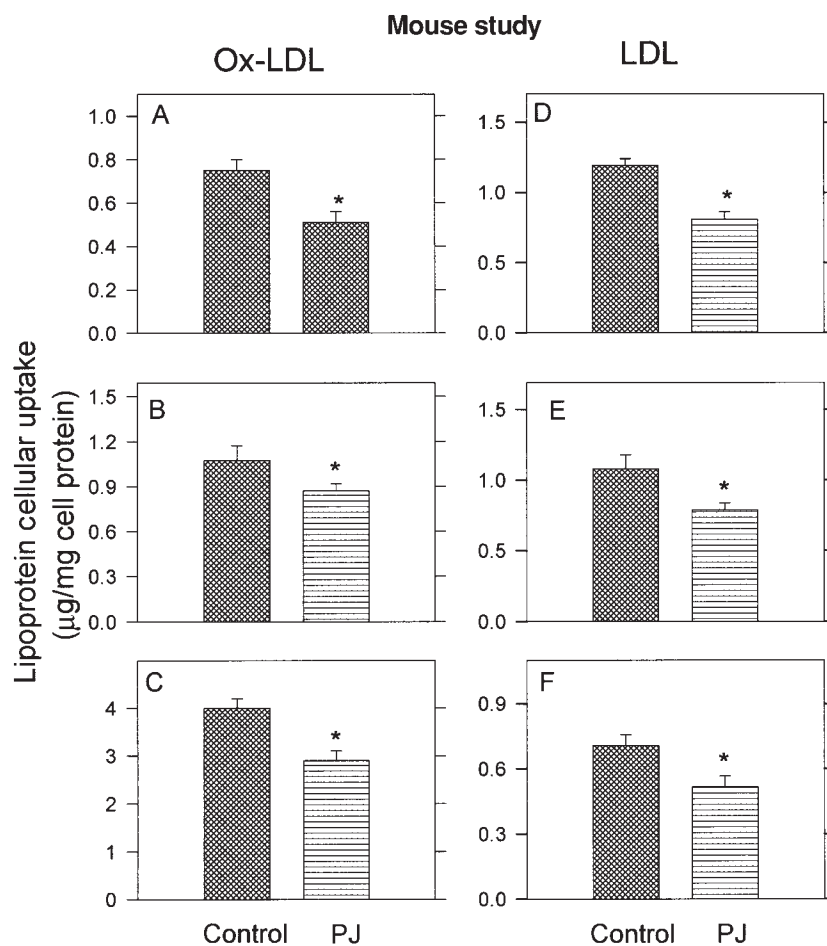 Mouse study
Ox-LDL
LDL
Lipoprotein cellular uptake
(µg/mg cell protein)
A
1.0
0.8
0.6
0.4
0.2
0.0
*
D
1.5
1.0
0.5
0.0
*
B
1.5
1.2
0.9
0.6
0.3
0.0
*
E
1.5
1.0
0.5
0.0
*
C
4
3
2
1
0
*
F
0.9
0.6
0.3
0.0
*
Control PJ
Control PJ